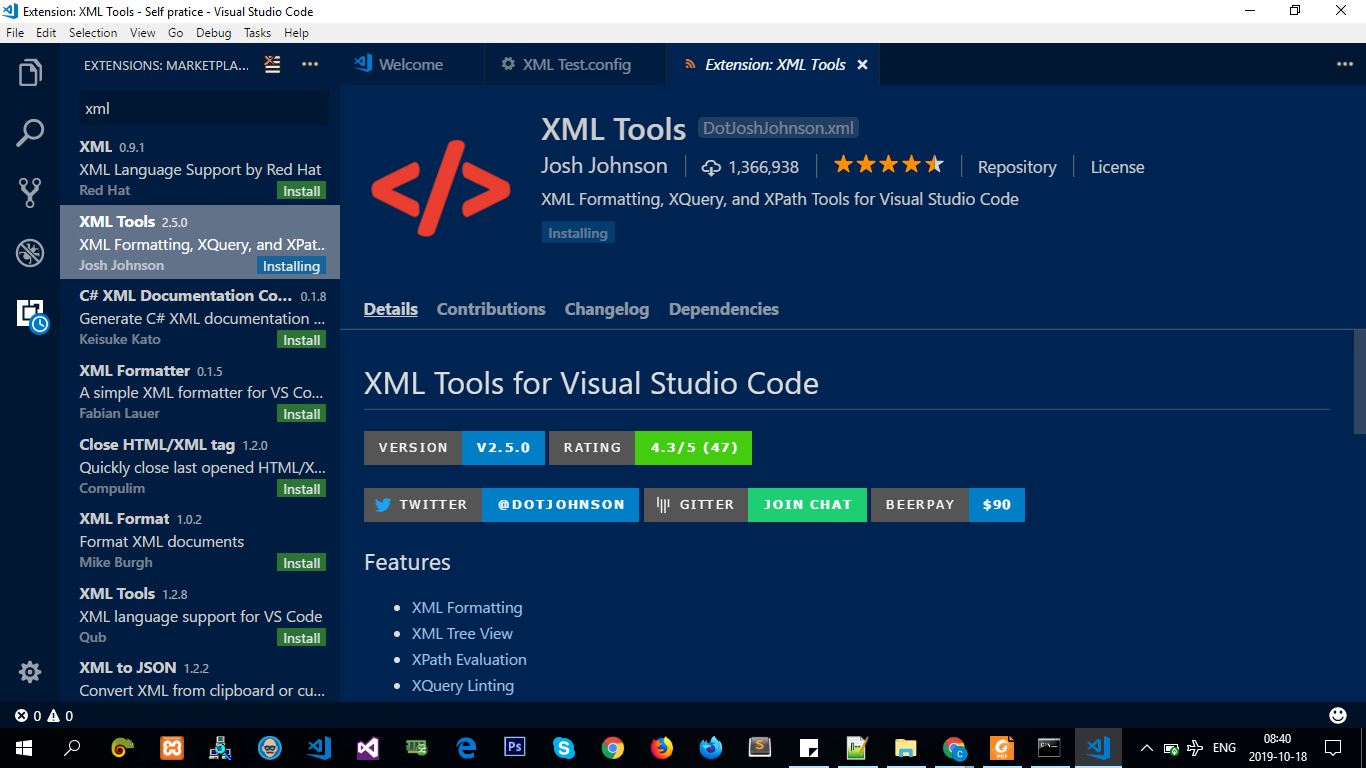 Extension: XML Tools - Self pratice - Visual Studio Code
File Edit Selection View Go Debug Tasks Help
EXTENSIONS: MARKETPLA...
xml
XML 0.9.1
XML Language Support by Red Hat
Red Hat Install
XML Tools 2.5.0
XML Formatting, XQuery, and XPat..
Josh Johnson Installing
C# XML Documentation Co... 0.1.8
Generate C# XML documentation ...
Keisuke Kato Install
XML Formatter 0.1.5
A simple XML formatter for VS Co...
Fabian Lauer Install
Close HTML/XML tag 1.2.0
Quickly close last opened HTML/X...
Compulim Install
XML Format 1.0.2
Format XML documents
Mike Burgh Install
XML Tools 1.2.8
XML language support for VS Code
Qub Install
XML to JSON 1.2.2
Convert XML from clipboard or cu...
Welcome XML Test.config Extension: XML Tools
XML Tools DotJoshJohnson.xml
Josh Johnson 1,366,938 Repository License
XML Formatting, XQuery, and XPath Tools for Visual Studio Code
Installing
Details Contributions Changelog Dependencies
XML Tools for Visual Studio Code
VERSION V2.5.0 RATING 4.3/5 (47)
TWITTER @DOTJOHNSON GITTER JOIN CHAT BEERPAY $90
Features
XML Formatting
XML Tree View
XPath Evaluation
XQuery Linting
0 0
Ps
ENG
08:40
2019-10-18